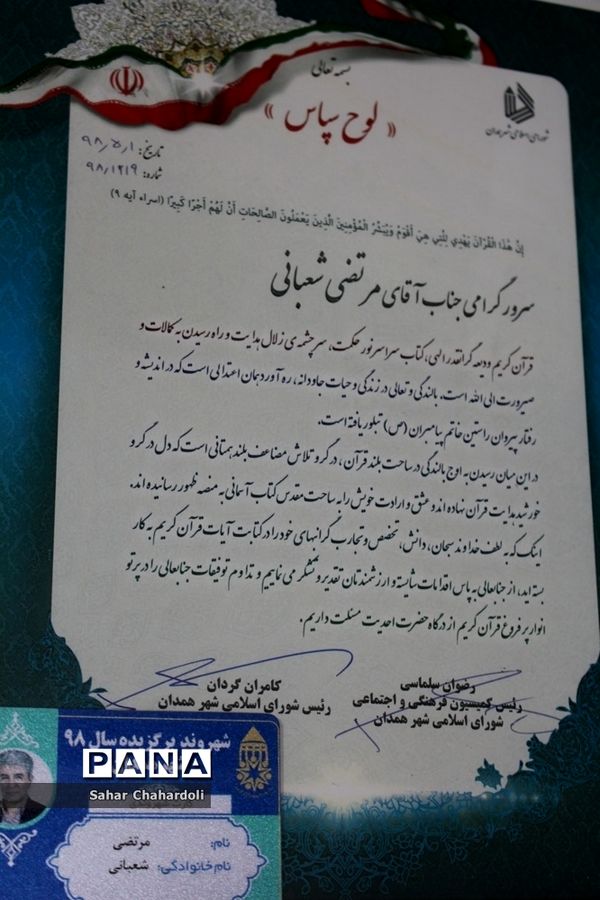 بسمه تعالی
« لوح سپاس »
شورای اسلامی شهر همدان
تاریخ: ۹۸/۵/۱
شماره: ۹۸/۱۲۱۹
إِنَّ هَٰذَا الْقُرْآنَ يَهْدِي لِلَّتِي هِيَ أَقْوَمُ وَيُبَشِّرُ الْمُؤْمِنِينَ الَّذِينَ يَعْمَلُونَ الصَّالِحَاتِ أَنَّ لَهُمْ أَجْرًا كَبِيرًا (اسراء آیه ۹)
سرور گرامی جناب آقای مرتضی شعبانی
قرآن کریم ودیعه گرانقدر الهی، کتاب سراسر نور حکمت، سرچشمه‌ی زلال هدایت و راه رسیدن به کمالات و
صیرورت الی الله است. بالندگی و تعالی در زندگی و حیات جاودانه، ره آورد همان اعتدالی است که در اندیشه و
رفتار پیروان راستین خاتم پیامبران (ص) تبلور یافته است.
در این میان رسیدن به اوج بالندگی در ساحت بلند قرآن، در گرو تلاش مضاعف بلند همتانی است که دل در گرو
خورشید هدایت قرآن نهاده اند و عشق و ارادت خویش را به ساحت مقدس کتاب آسمانی به منصه ظهور رسانیده اند.
اینک که به لطف خداوند سبحان، دانش، تخصص و تجارب گرانبهای خود را در کتابت آیات قرآن کریم به کار
بسته اید، از جنابعالی به پاس اقدامات شایسته و ارزشمندتان تقدیر و تشکر می نماییم و تداوم توفیقات جنابعالی را در پرتو
انوار پر فروغ قرآن کریم از درگاه حضرت احدیت مسئلت داریم.
رضوان سلماسی
رئیس کمیسیون فرهنگی و اجتماعی
شورای اسلامی شهر همدان
کامران گردان
رئیس شورای اسلامی شهر همدان
شهروند برگزیده سال ۹۸
PANA
Sahar Chahardoli
نام: مرتضی
نام خانوادگی: شعبانی